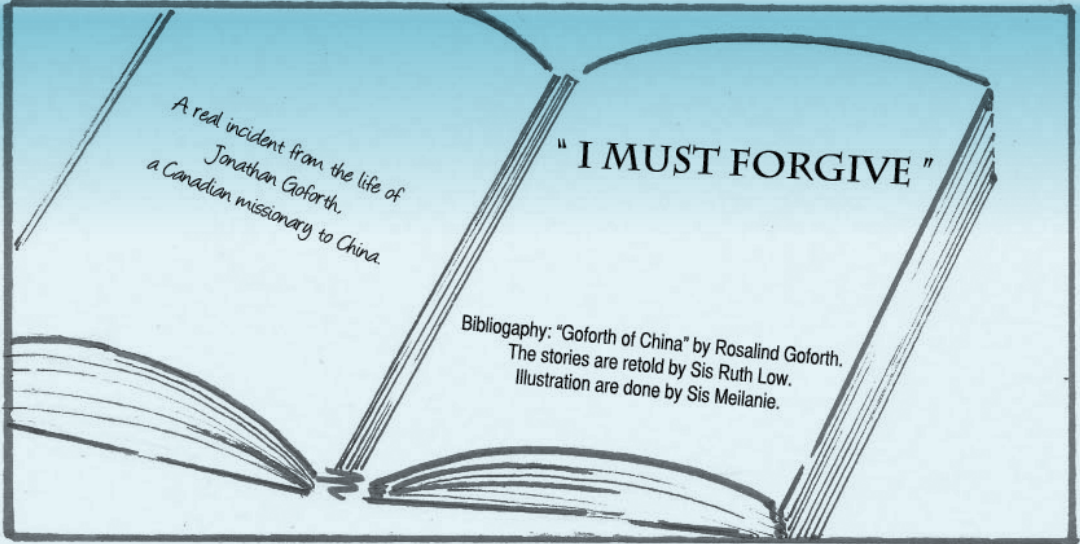 A real incident from the life of
Jonathan Goforth,
a Canadian missionary to China.
“ I MUST FORGIVE ”
Bibliogaphy: “Goforth of China” by Rosalind Goforth.
The stories are retold by Sis Ruth Low.
Illustration are done by Sis Meilanie.